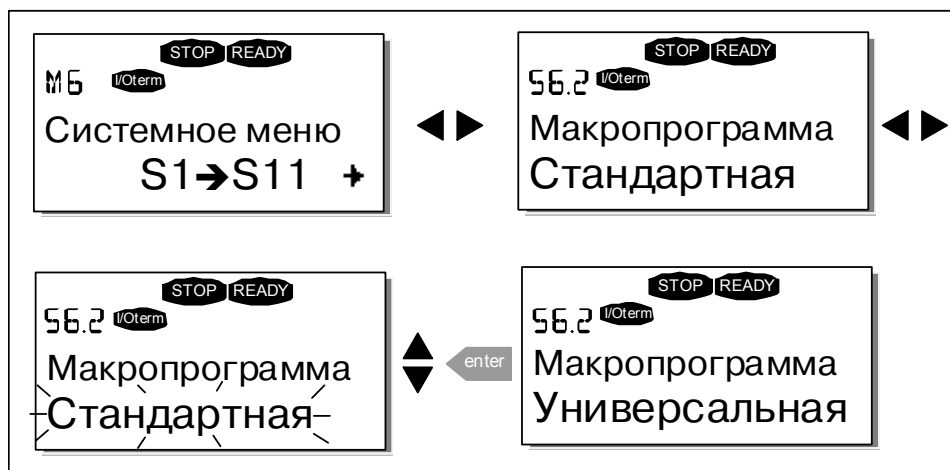 STOP READY
M6 I/Oterm
Системное меню
S1➔S11
STOP READY
S6.2 I/Oterm
Макропрограмма
Стандартная
STOP READY
S6.2 I/Oterm
Макропрограмма
Стандартная
enter
STOP READY
S6.2 I/Oterm
Макропрограмма
Универсальная